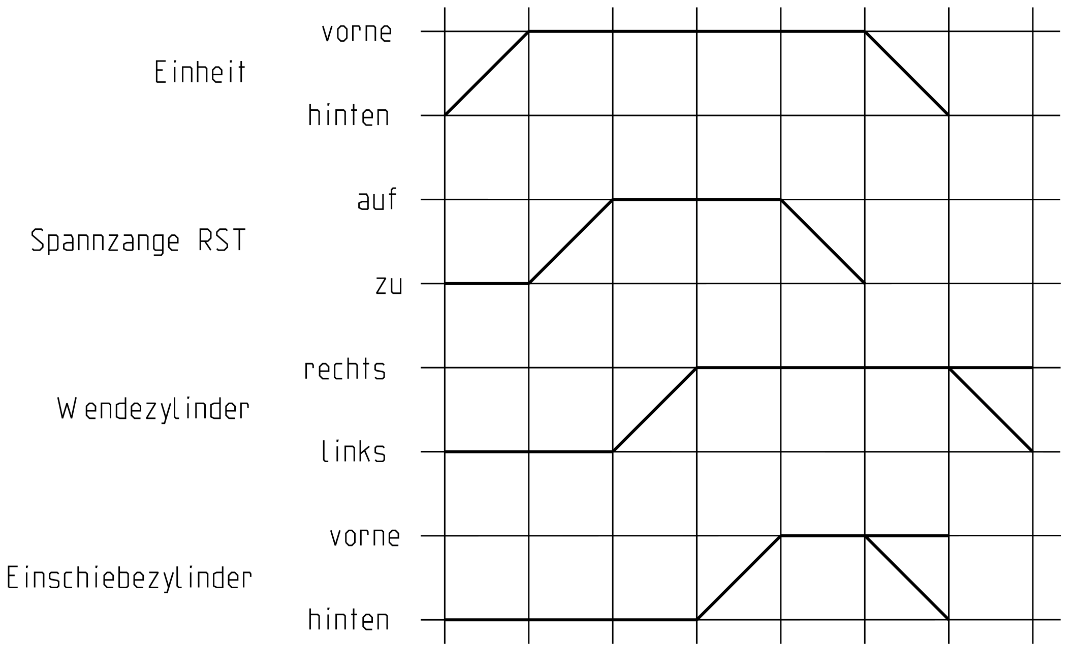 vorne
Einheit
hinten
auf
Spannzange RST
zu
rechts
Wendezylinder
links
vorne
Einschiebezylinder
hinten